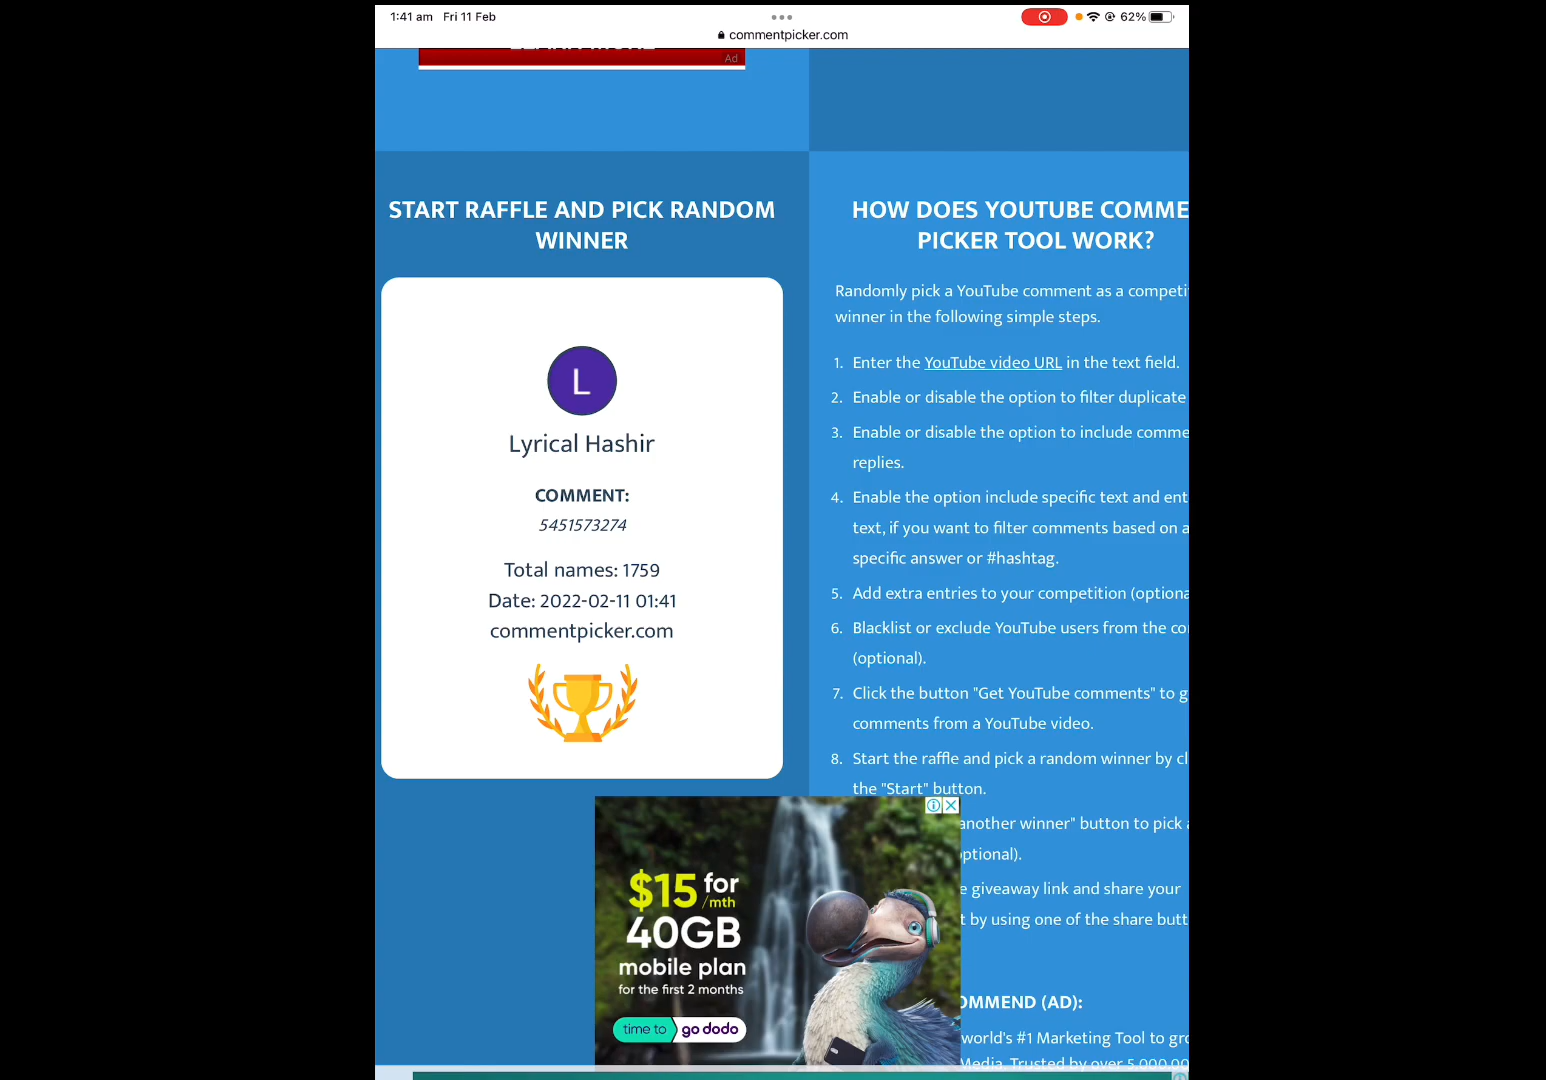 1:41 am Fri 11 Feb
62%
commentpicker.com
Ad
START RAFFLE AND PICK RANDOM
WINNER
L
Lyrical Hashir
COMMENT:
5451573274
Total names: 1759
Date: 2022-02-11 01:41
commentpicker.com
HOW DOES YOUTUBE COMME
PICKER TOOL WORK?
Randomly pick a YouTube comment as a competi
winner in the following simple steps.
1. Enter the YouTube video URL in the text field.
2. Enable or disable the option to filter duplicate
3. Enable or disable the option to include comme
replies.
4. Enable the option include specific text and ent
text, if you want to filter comments based on a
specific answer or #hashtag.
5. Add extra entries to your competition (optiona
6. Blacklist or exclude YouTube users from the co
(optional).
7. Click the button "Get YouTube comments" to g
comments from a YouTube video.
8. Start the raffle and pick a random winner by cl
the "Start" button.
another winner" button to pick a
ptional).
e giveaway link and share your
t by using one of the share butt
OMMEND (AD):
world's #1 Marketing Tool to gro
Media. Trusted by over 5,000,00
$15 for
/mth
40GB
mobile plan
for the first 2 months
time to go dodo